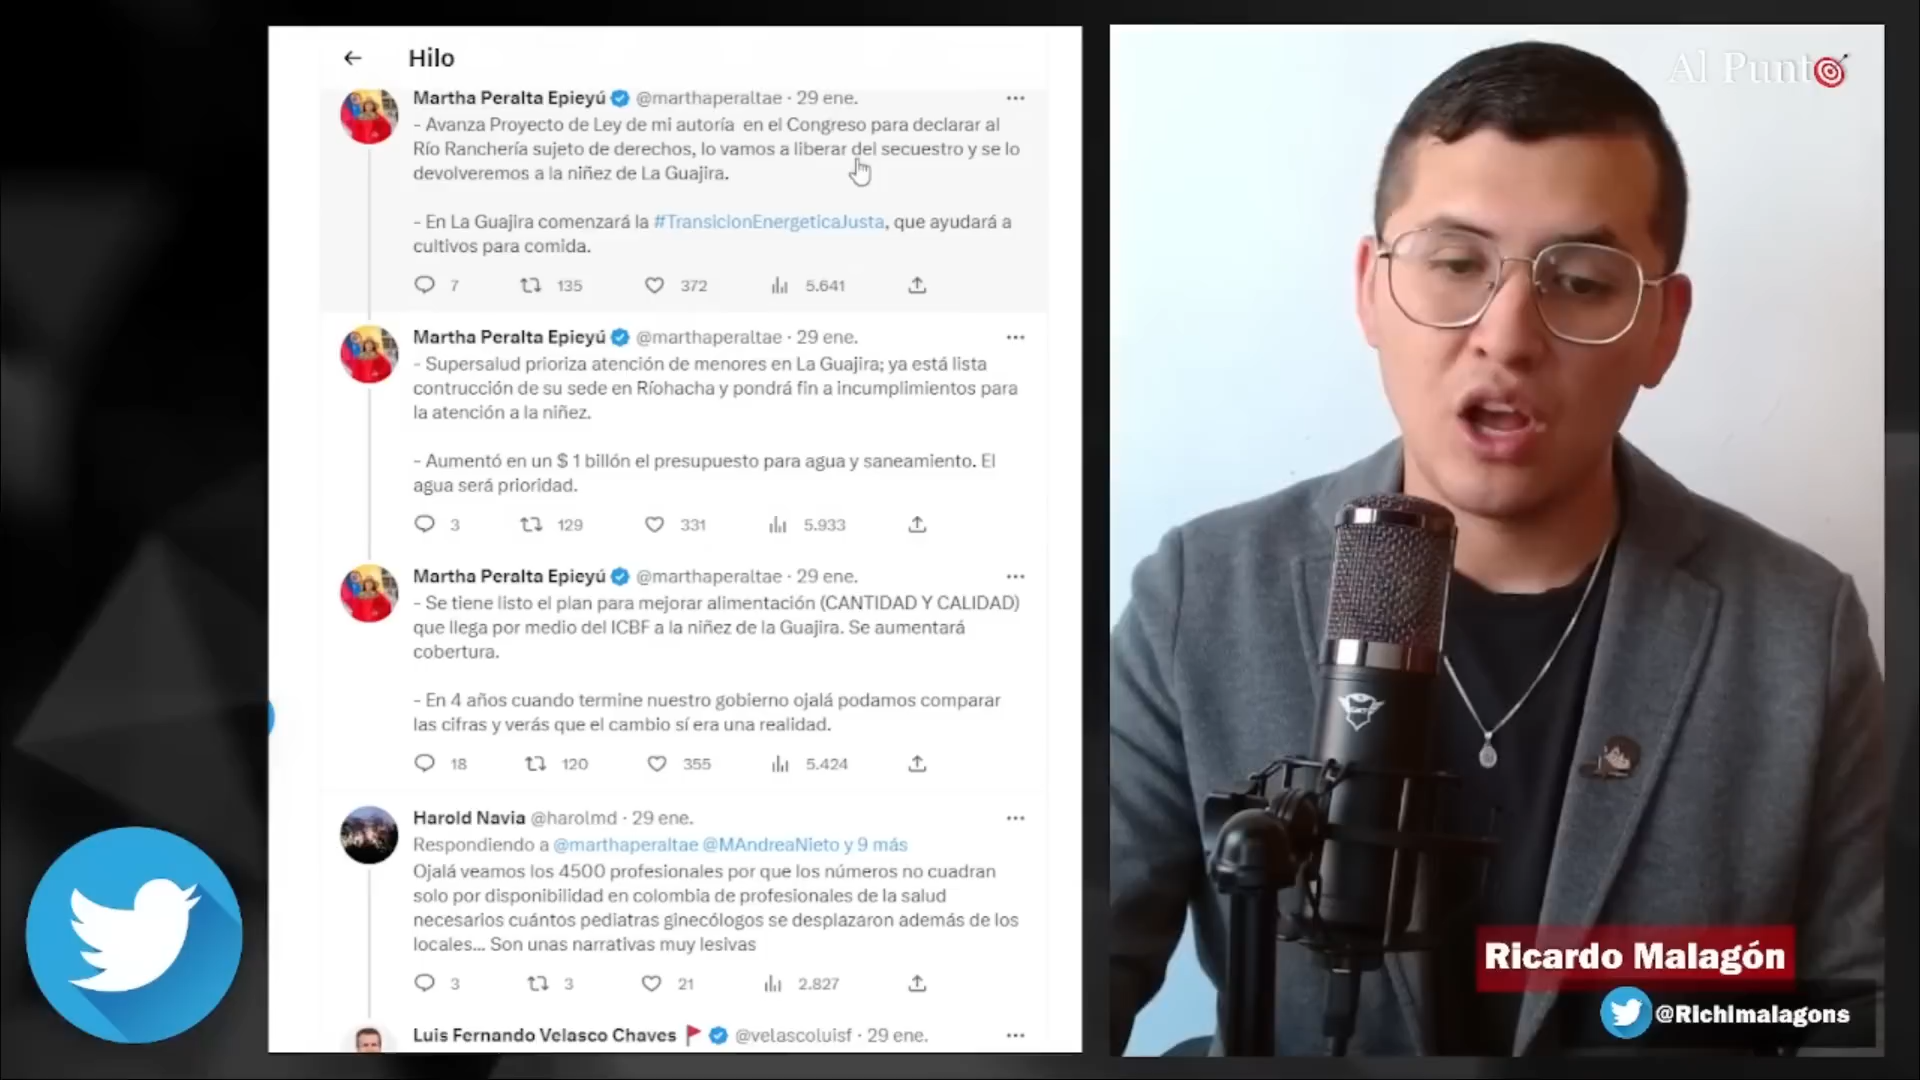 Hilo
Martha Peralta Epieyú @marthaperaltae · 29 ene.
- Avanza Proyecto de Ley de mi autoría en el Congreso para declarar al
Río Ranchería sujeto de derechos, lo vamos a liberar del secuestro y se lo
devolveremos a la niñez de La Guajira.
- En La Guajira comenzará la #TransicionEnergeticaJusta, que ayudará a
cultivos para comida.
7 135 372 5.641
Martha Peralta Epieyú @marthaperaltae · 29 ene.
- Supersalud prioriza atención de menores en La Guajira; ya está lista
contrucción de su sede en Ríohacha y pondrá fin a incumplimientos para
la atención a la niñez.
- Aumentó en un $ 1 billón el presupuesto para agua y saneamiento. El
agua será prioridad.
3 129 331 5.933
Martha Peralta Epieyú @marthaperaltae · 29 ene.
- Se tiene listo el plan para mejorar alimentación (CANTIDAD Y CALIDAD)
que llega por medio del ICBF a la niñez de la Guajira. Se aumentará
cobertura.
- En 4 años cuando termine nuestro gobierno ojalá podamos comparar
las cifras y verás que el cambio sí era una realidad.
18 120 355 5.424
Harold Navia @harolmd · 29 ene.
Respondiendo a @marthaperaltae @MAndreaNieto y 9 más
Ojalá veamos los 4500 profesionales por que los números no cuadran
solo por disponibilidad en colombia de profesionales de la salud
necesarios cuántos pediatras ginecólogos se desplazaron además de los
locales... Son unas narrativas muy lesivas
3 3 21 2.827
Luis Fernando Velasco Chaves @velascoluisf · 29 ene.
Al Punto
Ricardo Malagón
@Richlmalagons